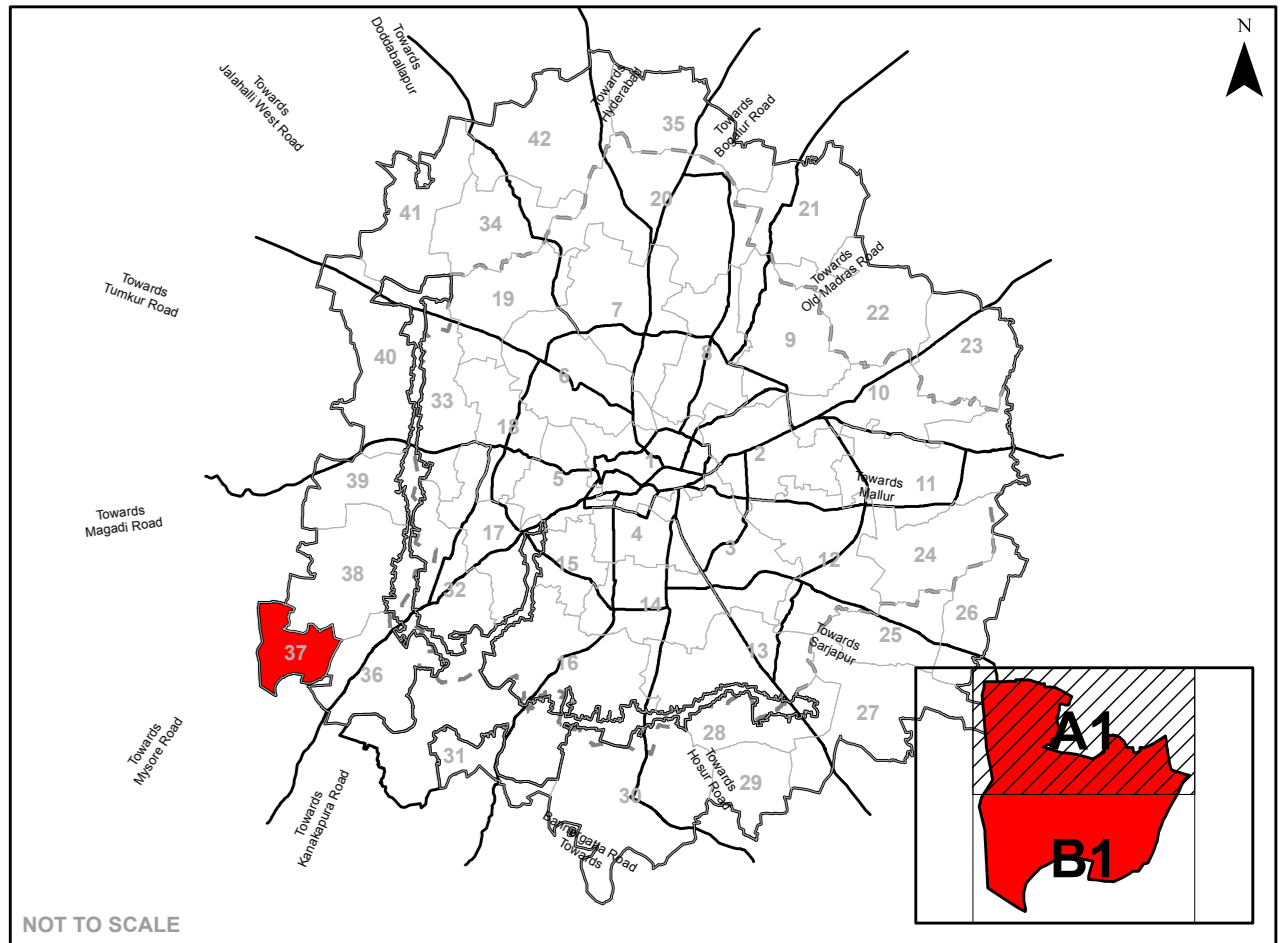 N
Towards
Doddaballapur
Towards
Jalahalli West Road
Towards
Hyderabad
Towards
Bogalur Road
35
42
20
41
34
21
Towards
Old Madras Road
Towards
Tumkur Road
19
7
22
9
23
8
40
6
10
33
18
1
2
39
5
Towards
Mallur
11
Towards
Magadi Road
17
4
3
15
12
24
38
32
14
26
25
37
36
16
13
Towards
Sarjapur
27
Towards
Mysore Road
31
28
Towards
Hosur Road
29
30
Towards
Kanakapura Road
Bannergatta Road
Towards
A1
B1
NOT TO SCALE